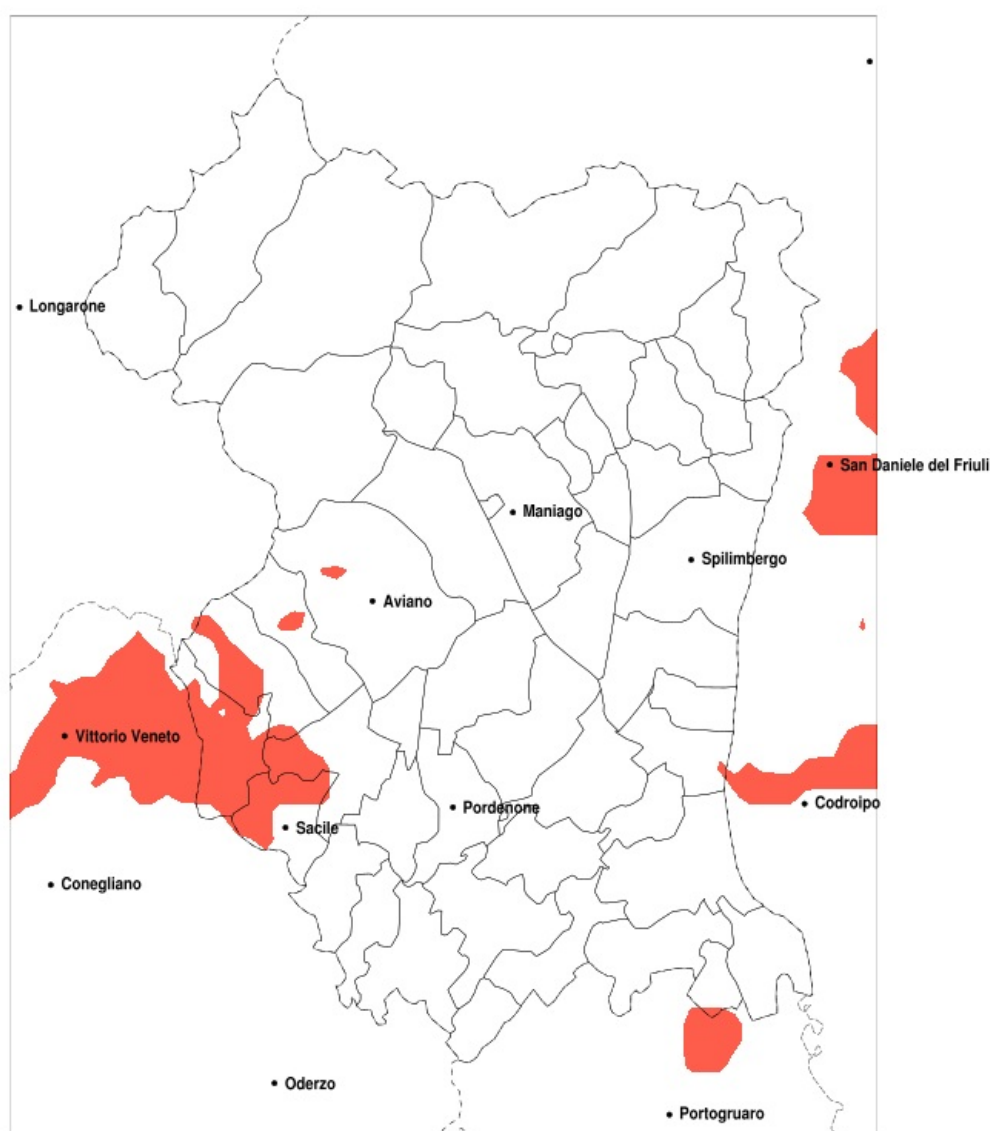 Longarone
San Daniele del Friuli
Maniago
Spilimbergo
Aviano
Vittorio Veneto
Codroipo
Pordenone
Sacile
Conegliano
Oderzo
Portogruaro